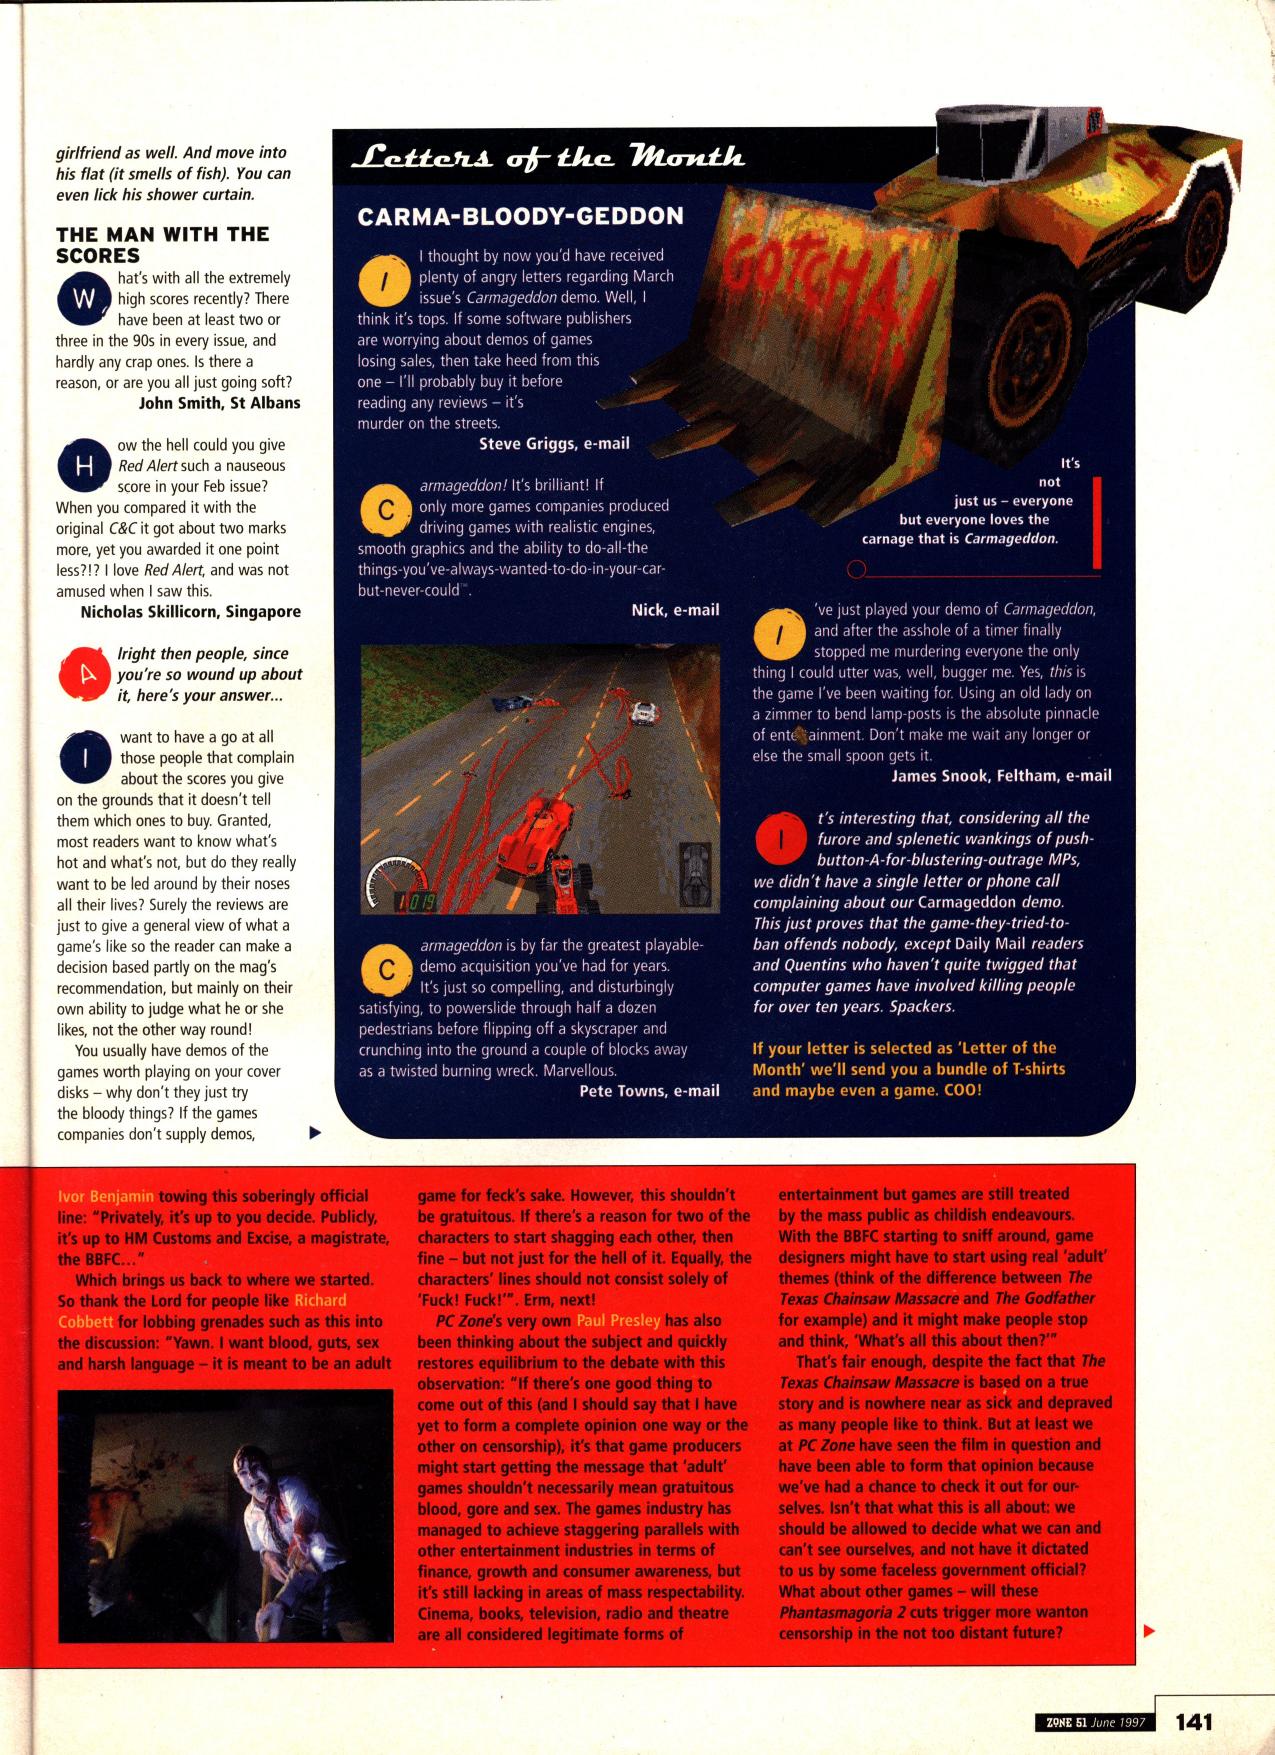 girlfriend as well. And move into
his flat (it smells of fish). You can
even lick his shower curtain.
THE MAN WITH THE
SCORES
What's with all the extremely
high scores recently? There
have been at least two or
three in the 90s in every issue, and
hardly any crap ones. Is there a
reason, or are you all just going soft?
John Smith, St Albans
How the hell could you give
Red Alert such a nauseous
score in your Feb issue?
When you compared it with the
original C&C it got about two marks
more, yet you awarded it one point
less?!? I love Red Alert, and was not
amused when I saw this.
Nicholas Skillicorn, Singapore
Alright then people, since
you're so wound up about
it, here's your answer...
I want to have a go at all
those people that complain
about the scores you give
on the grounds that it doesn't tell
them which ones to buy. Granted,
most readers want to know what's
hot and what's not, but do they really
want to be led around by their noses
all their lives? Surely the reviews are
just to give a general view of what a
game's like so the reader can make a
decision based partly on the mag's
recommendation, but mainly on their
own ability to judge what he or she
likes, not the other way round!
You usually have demos of the
games worth playing on your cover
disks – why don't they just try
the bloody things? If the games
companies don't supply demos,
Letters of the Month
CARMA-BLOODY-GEDDON
I I thought by now you'd have received
plenty of angry letters regarding March
issue's Carmageddon demo. Well, I
think it's tops. If some software publishers
are worrying about demos of games
losing sales, then take heed from this
one – I'll probably buy it before
reading any reviews – it's
murder on the streets.
Steve Griggs, e-mail
Carmageddon! It's brilliant! If
only more games companies produced
driving games with realistic engines,
smooth graphics and the ability to do-all-the
things-you've-always-wanted-to-do-in-your-car-
but-never-could™.
Nick, e-mail
1019
Carmageddon is by far the greatest playable-
demo acquisition you've had for years.
It's just so compelling, and disturbingly
satisfying, to powerslide through half a dozen
pedestrians before flipping off a skyscraper and
crunching into the ground a couple of blocks away
as a twisted burning wreck. Marvellous.
Pete Towns, e-mail
GOTCHA!
It's
not
just us – everyone
but everyone loves the
carnage that is Carmageddon.
I've just played your demo of Carmageddon,
and after the asshole of a timer finally
stopped me murdering everyone the only
thing I could utter was, well, bugger me. Yes, this is
the game I've been waiting for. Using an old lady on
a zimmer to bend lamp-posts is the absolute pinnacle
of entertainment. Don't make me wait any longer or
else the small spoon gets it.
James Snook, Feltham, e-mail
It's interesting that, considering all the
furore and splenetic wankings of push-
button-A-for-blustering-outrage MPs,
we didn't have a single letter or phone call
complaining about our Carmageddon demo.
This just proves that the game-they-tried-to-
ban offends nobody, except Daily Mail readers
and Quentins who haven't quite twigged that
computer games have involved killing people
for over ten years. Spackers.
If your letter is selected as 'Letter of the
Month' we'll send you a bundle of T-shirts
and maybe even a game. COO!
Ivor Benjamin towing this soberingly official
line: "Privately, it's up to you decide. Publicly,
it's up to HM Customs and Excise, a magistrate,
the BBFC..."
Which brings us back to where we started.
So thank the Lord for people like Richard
Cobbett for lobbing grenades such as this into
the discussion: "Yawn. I want blood, guts, sex
and harsh language – it is meant to be an adult
game for feck's sake. However, this shouldn't
be gratuitous. If there's a reason for two of the
characters to start shagging each other, then
fine – but not just for the hell of it. Equally, the
characters' lines should not consist solely of
'Fuck! Fuck!'". Erm, next!
PC Zone's very own Paul Presley has also
been thinking about the subject and quickly
restores equilibrium to the debate with this
observation: "If there's one good thing to
come out of this (and I should say that I have
yet to form a complete opinion one way or the
other on censorship), it's that game producers
might start getting the message that 'adult'
games shouldn't necessarily mean gratuitous
blood, gore and sex. The games industry has
managed to achieve staggering parallels with
other entertainment industries in terms of
finance, growth and consumer awareness, but
it's still lacking in areas of mass respectability.
Cinema, books, television, radio and theatre
are all considered legitimate forms of
entertainment but games are still treated
by the mass public as childish endeavours.
With the BBFC starting to sniff around, game
designers might have to start using real 'adult'
themes (think of the difference between The
Texas Chainsaw Massacre and The Godfather
for example) and it might make people stop
and think, 'What's all this about then?'"
That's fair enough, despite the fact that The
Texas Chainsaw Massacre is based on a true
story and is nowhere near as sick and depraved
as many people like to think. But at least we
at PC Zone have seen the film in question and
have been able to form that opinion because
we've had a chance to check it out for our-
selves. Isn't that what this is all about: we
should be allowed to decide what we can and
can't see ourselves, and not have it dictated
to us by some faceless government official?
What about other games – will these
Phantasmagoria 2 cuts trigger more wanton
censorship in the not too distant future?
ZONE 51 June 1997 141